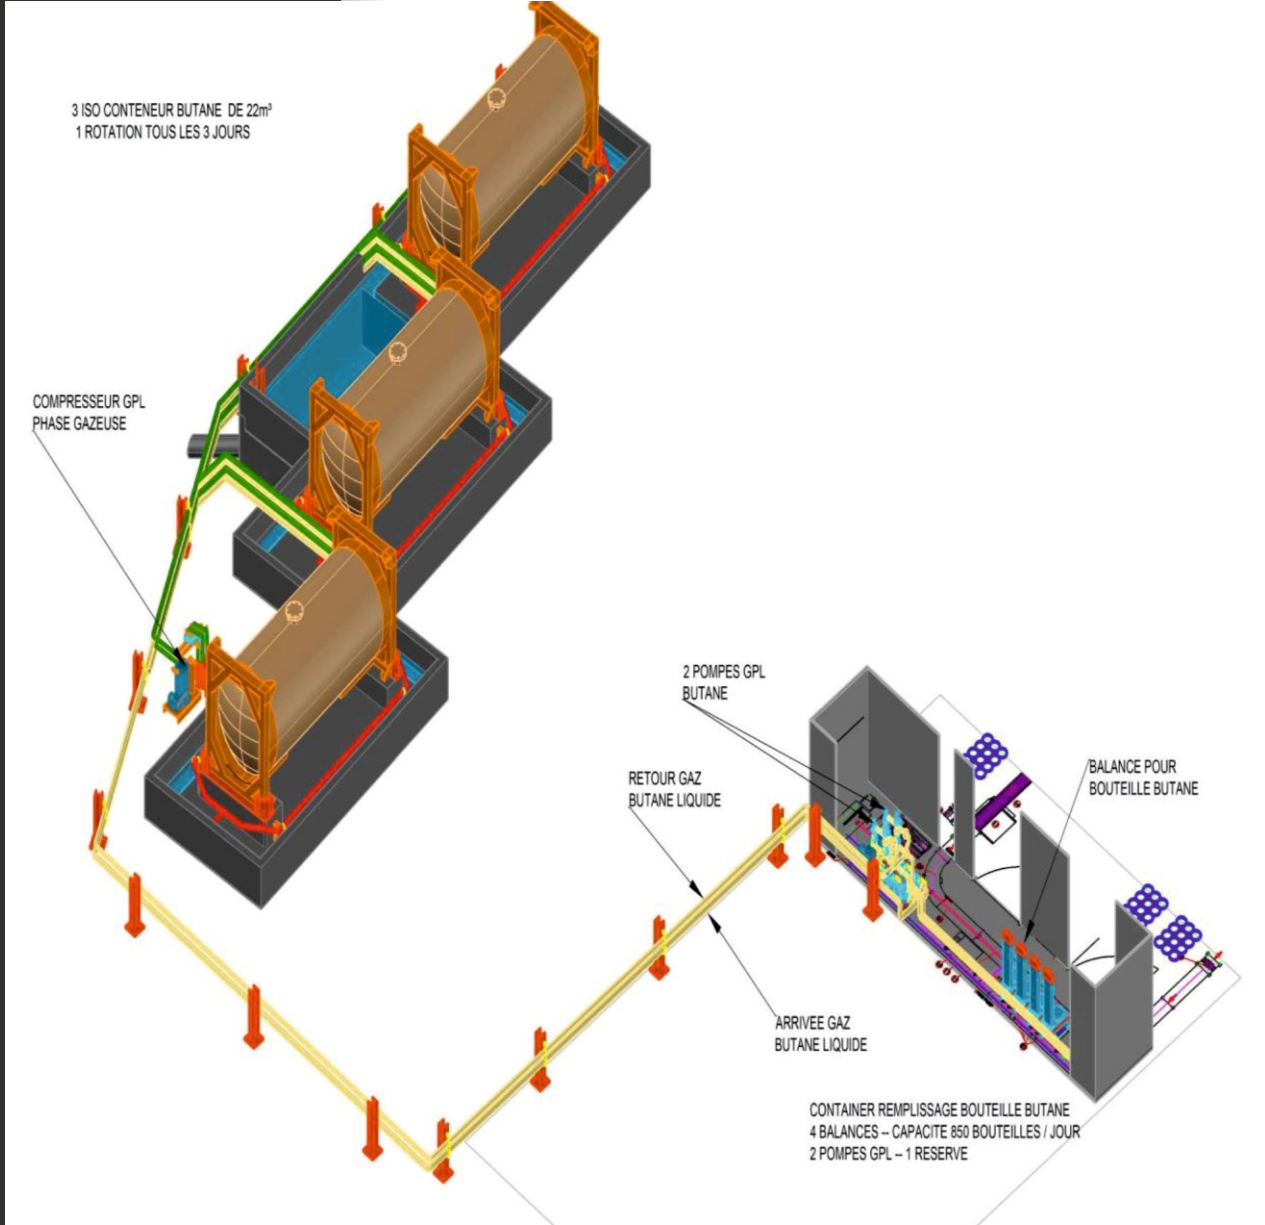 3 ISO CONTENEUR BUTANE DE 22m³
1 ROTATION TOUS LES 3 JOURS
COMPRESSEUR GPL
PHASE GAZEUSE
2 POMPES GPL
BUTANE
RETOUR GAZ
BUTANE LIQUIDE
BALANCE POUR
BOUTEILLE BUTANE
ARRIVEE GAZ
BUTANE LIQUIDE
CONTAINER REMPLISSAGE BOUTEILLE BUTANE
4 BALANCES -- CAPACITE 850 BOUTEILLES / JOUR
2 POMPES GPL -- 1 RESERVE